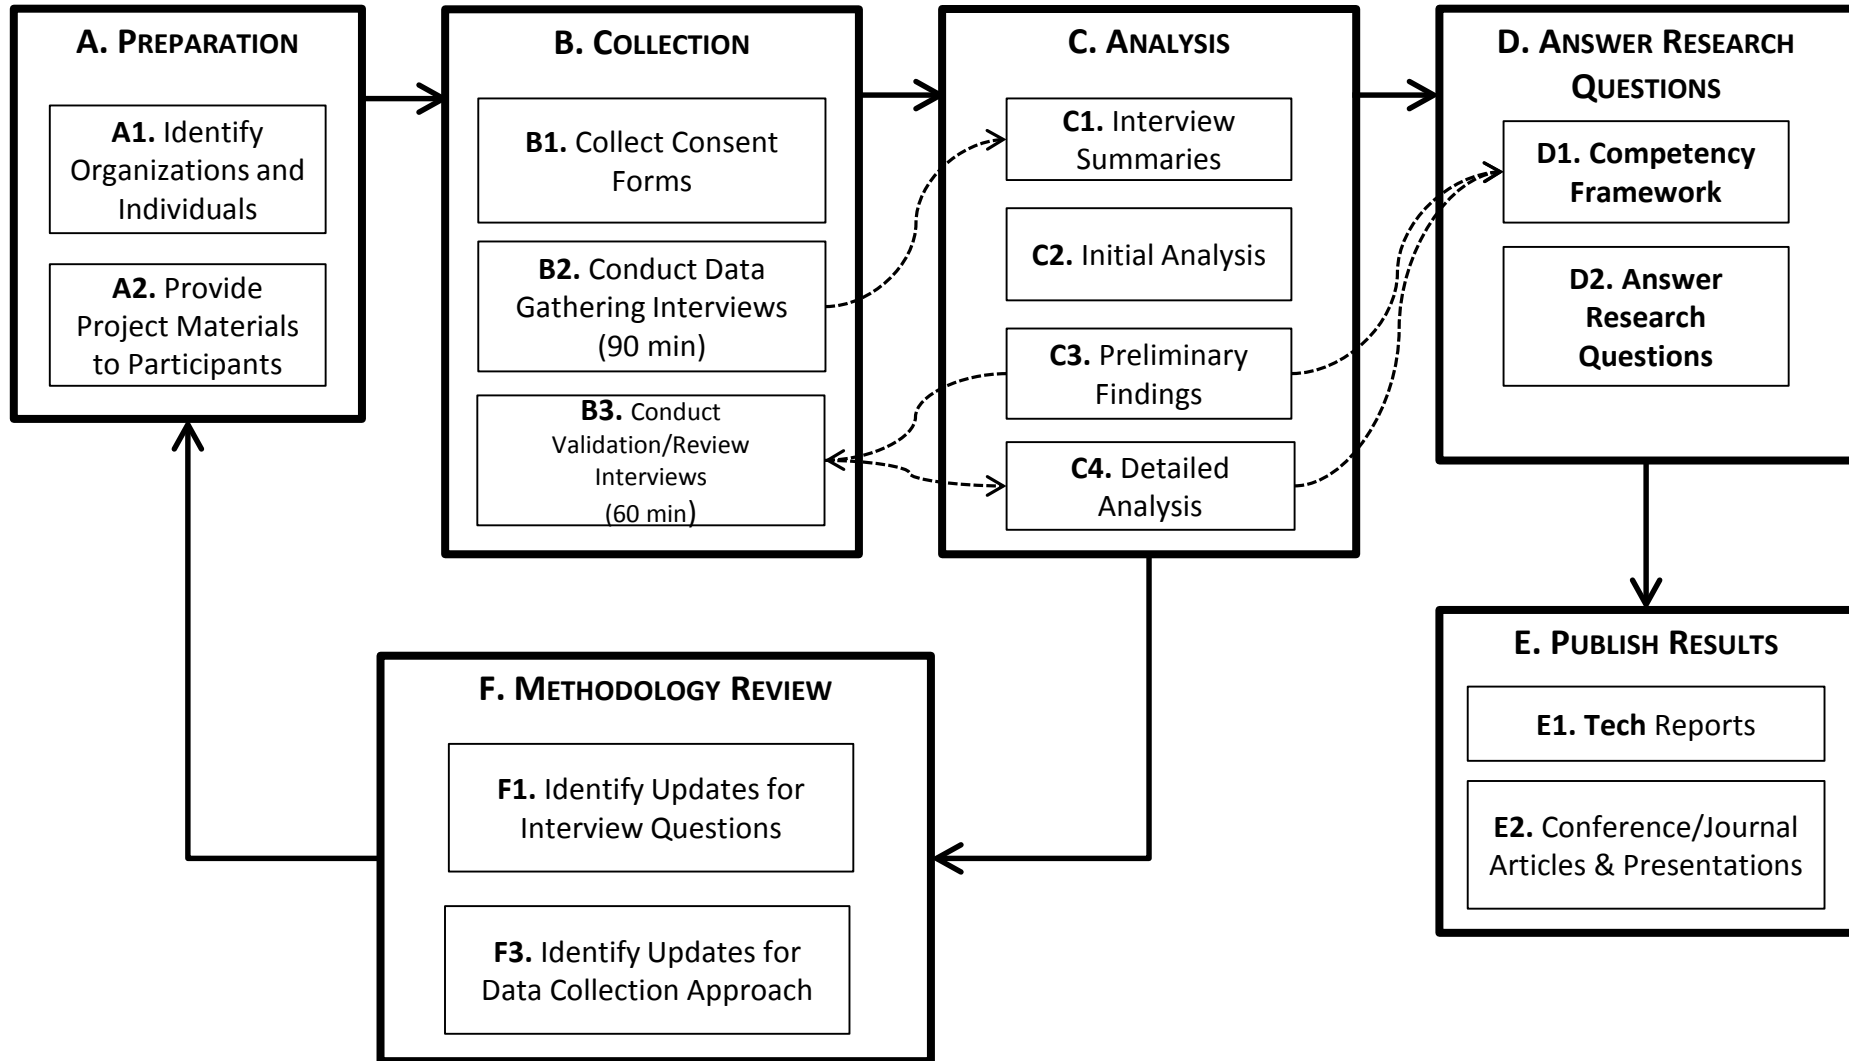 A. PREPARATION
A1. Identify
Organizations and
Individuals
A2. Provide
Project Materials
to Participants
B. COLLECTION
B1. Collect Consent
Forms
B2. Conduct Data
Gathering Interviews
(90 min)
B3. Conduct
Validation/Review
Interviews
(60 min)
C. ANALYSIS
C1. Interview
Summaries
C2. Initial Analysis
C3. Preliminary
Findings
C4. Detailed
Analysis
D. ANSWER RESEARCH
QUESTIONS
D1. Competency
Framework
D2. Answer
Research
Questions
E. PUBLISH RESULTS
E1. Tech Reports
E2. Conference/Journal
Articles & Presentations
F. METHODOLOGY REVIEW
F1. Identify Updates for
Interview Questions
F3. Identify Updates for
Data Collection Approach